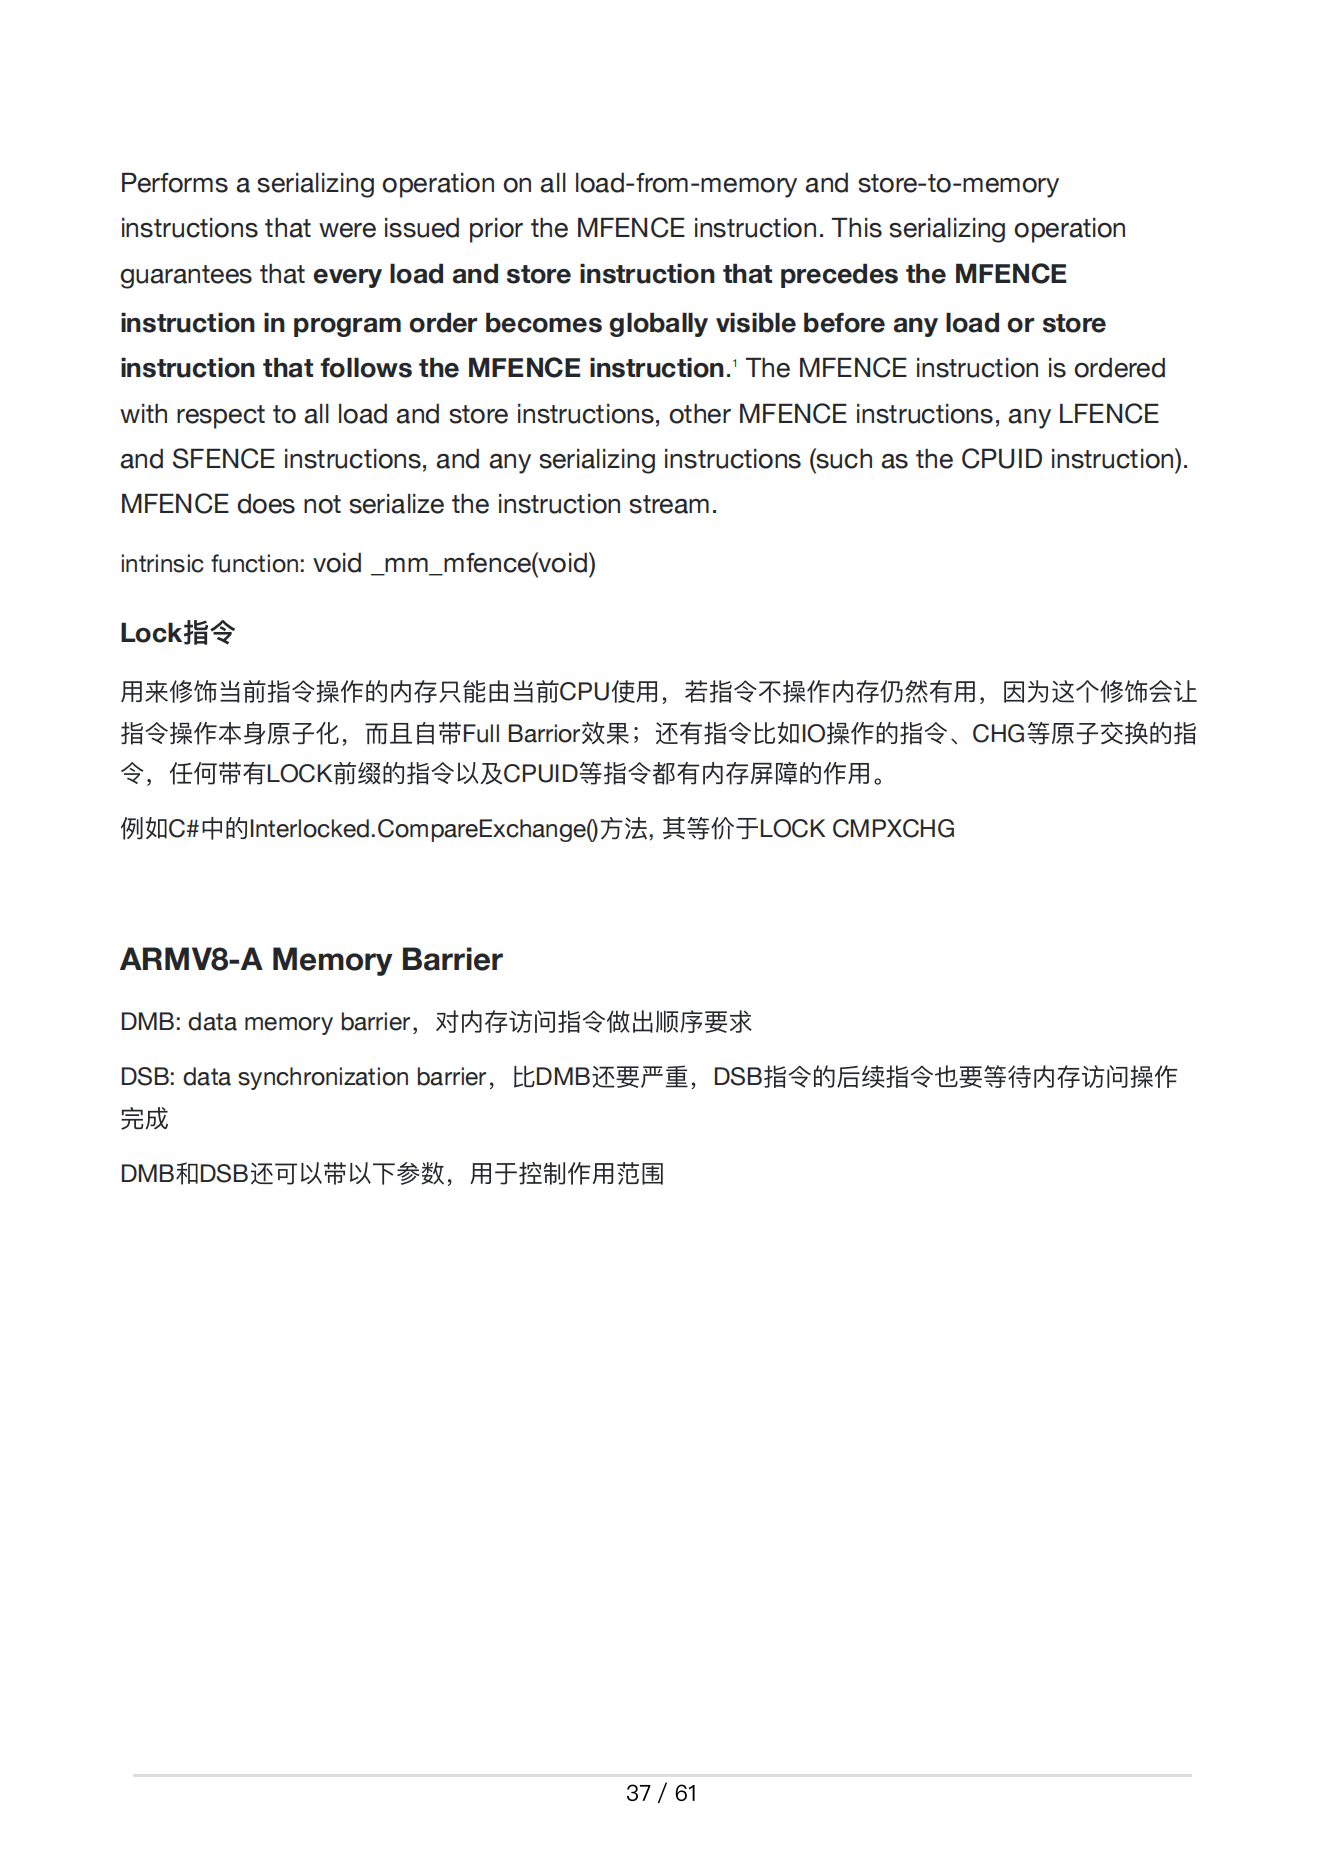 Performs a serializing operation on all load-from-memory and store-to-memory
instructions that were issued prior the MFENCE instruction. This serializing operation
guarantees that every load and store instruction that precedes the MFENCE
instruction in program order becomes globally visible before any load or store
instruction that follows the MFENCE instruction.¹ The MFENCE instruction is ordered
with respect to all load and store instructions, other MFENCE instructions, any LFENCE
and SFENCE instructions, and any serializing instructions (such as the CPUID instruction).
MFENCE does not serialize the instruction stream.
intrinsic function: void _mm_mfence(void)
Lock指令
用来修饰当前指令操作的内存只能由当前CPU使用，若指令不操作内存仍然有用，因为这个修饰会让
指令操作本身原子化，而且自带Full Barrior效果；还有指令比如IO操作的指令、CHG等原子交换的指
令，任何带有LOCK前缀的指令以及CPUID等指令都有内存屏障的作用。
例如C#中的Interlocked.CompareExchange()方法, 其等价于LOCK CMPXCHG
ARMV8-A Memory Barrier
DMB: data memory barrier，对内存访问指令做出顺序要求
DSB: data synchronization barrier，比DMB还要严重，DSB指令的后续指令也要等待内存访问操作
完成
DMB和DSB还可以带以下参数，用于控制作用范围
37 / 61